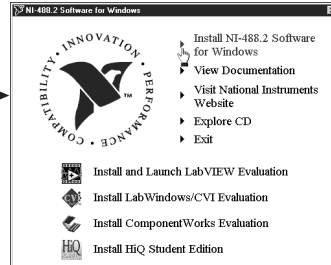 NI-488.2 Software for Windows
INNOVATION · PERFORMANCE · COMPATIBILITY ·
TM
Install NI-488.2 Software
for Windows
View Documentation
Visit National Instruments
Website
Explore CD
Exit
Install and Launch LabVIEW Evaluation
CVI
Install LabWindows/CVI Evaluation
Install ComponentWorks Evaluation
HiQ
Install HiQ Student Edition